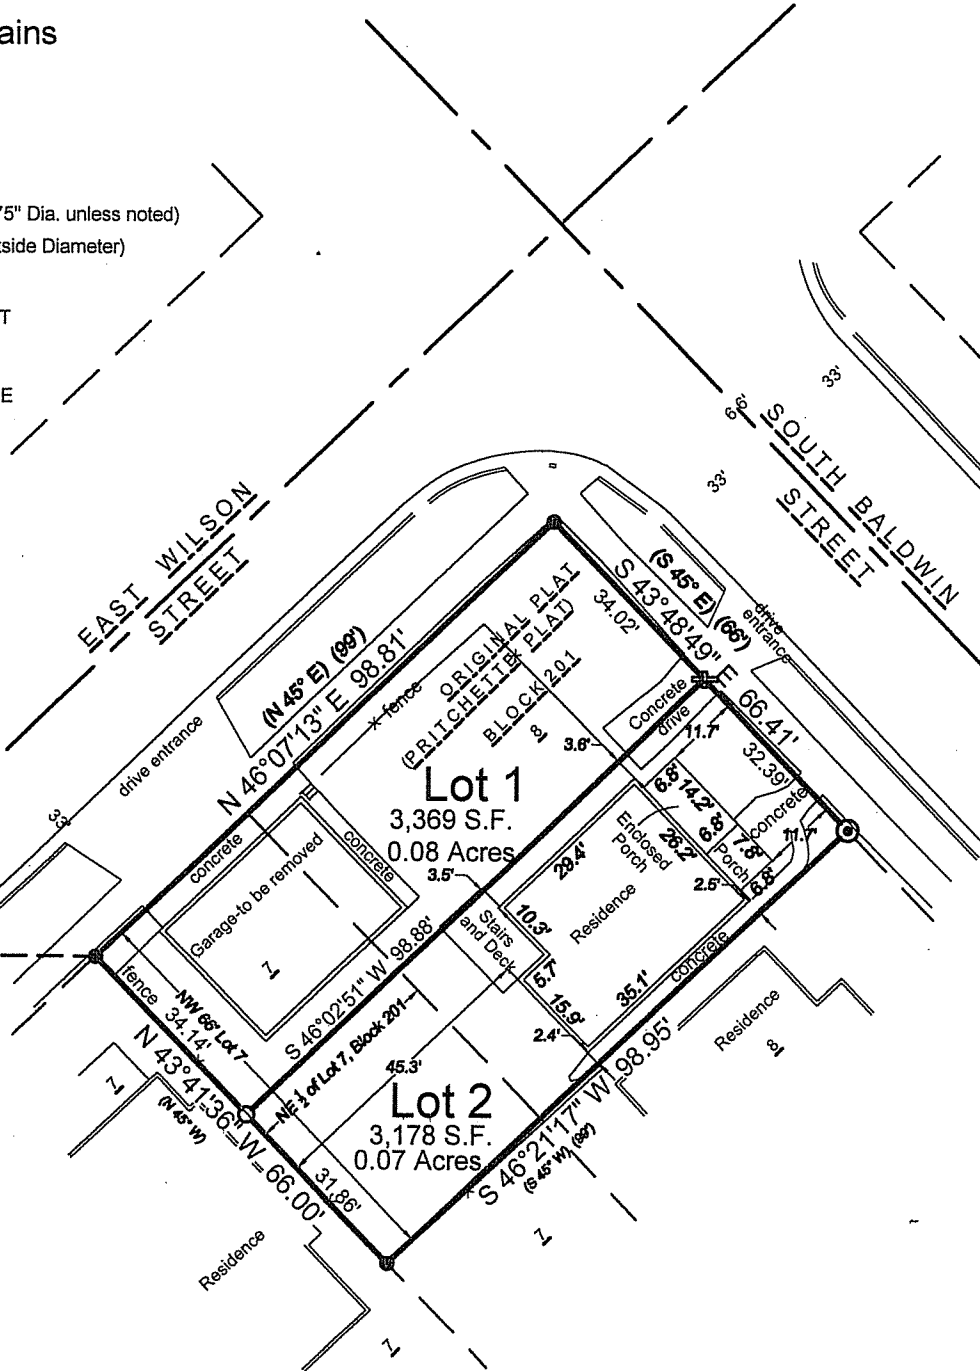 ains
75" Dia. unless noted)
tside Diameter)
T
E
33'
66'
33'
SOUTH BALDWIN
STREET
EAST WILSON
STREET
(S 45° E) (66')
S 43°48'49" E 66.41'
34.02'
32.39'
drive
entrance
(N 45° E) (99')
N 46°07'13" E 98.81'
fence
ORIGINAL PLAT
(PRITCHETTE PLAT)
BLOCK 201
8
drive entrance
33'
Concrete
drive
11.7'
3.6'
Lot 1
3,369 S.F.
0.08 Acres
3.5'
concrete
concrete
Garage-to be removed
7
6.8'
14.2'
6.8'
7.8'
concrete
11.7'
Enclosed
Porch
26.2'
Porch
2.5'
6.8'
29.4'
Residence
10.3'
Stairs
and Deck
5.7'
15.9'
35.1'
concrete
2.4'
S 46°02'51" W 98.88'
fence
34.14'
NW 66' Lot 7
NE 1/2 of Lot 7, Block 201
45.3'
N 43°41'36" W 66.00'
(N 45° W)
7
31.86'
Lot 2
3,178 S.F.
0.07 Acres
S 46°21'17" W 98.95'
(S 45° W) (99')
Residence
8
7
Residence
7